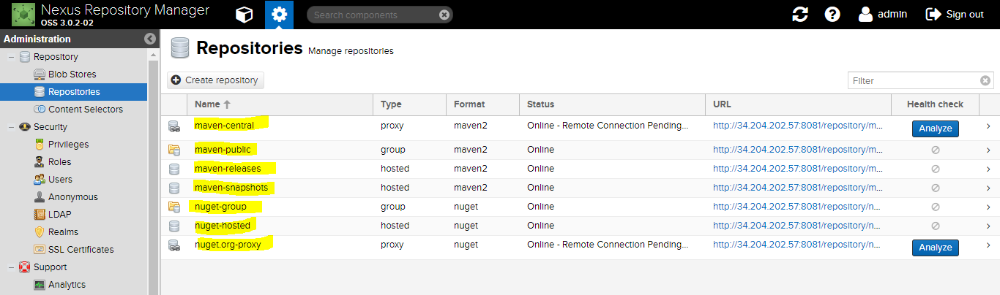 Nexus Repository Manager
OSS 3.0.2-02
Search components
admin
Sign out
Administration
Repository
Blob Stores
Repositories
Content Selectors
Security
Privileges
Roles
Users
Anonymous
LDAP
Realms
SSL Certificates
Support
Analytics
Repositories Manage repositories
Create repository
Filter
Name Type Format Status URL Health check
maven-central proxy maven2 Online - Remote Connection Pending... http://34.204.202.57:8081/repository/m... Analyze
maven-public group maven2 Online http://34.204.202.57:8081/repository/m...
maven-releases hosted maven2 Online http://34.204.202.57:8081/repository/m...
maven-snapshots hosted maven2 Online http://34.204.202.57:8081/repository/m...
nuget-group group nuget Online http://34.204.202.57:8081/repository/n...
nuget-hosted hosted nuget Online http://34.204.202.57:8081/repository/n...
nuget.org-proxy proxy nuget Online - Remote Connection Pending... http://34.204.202.57:8081/repository/n... Analyze